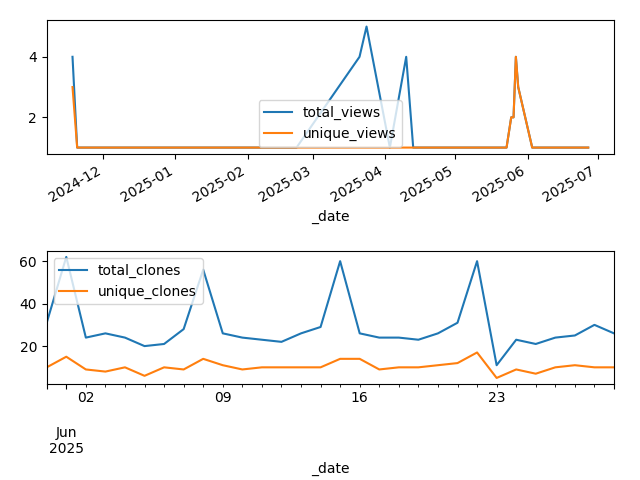 4
2
total_views
unique_views
2024-12
2025-01
2025-02
2025-03
2025-04
2025-05
2025-06
2025-07
_date
60
40
20
total_clones
unique_clones
02
09
16
23
Jun
2025
_date